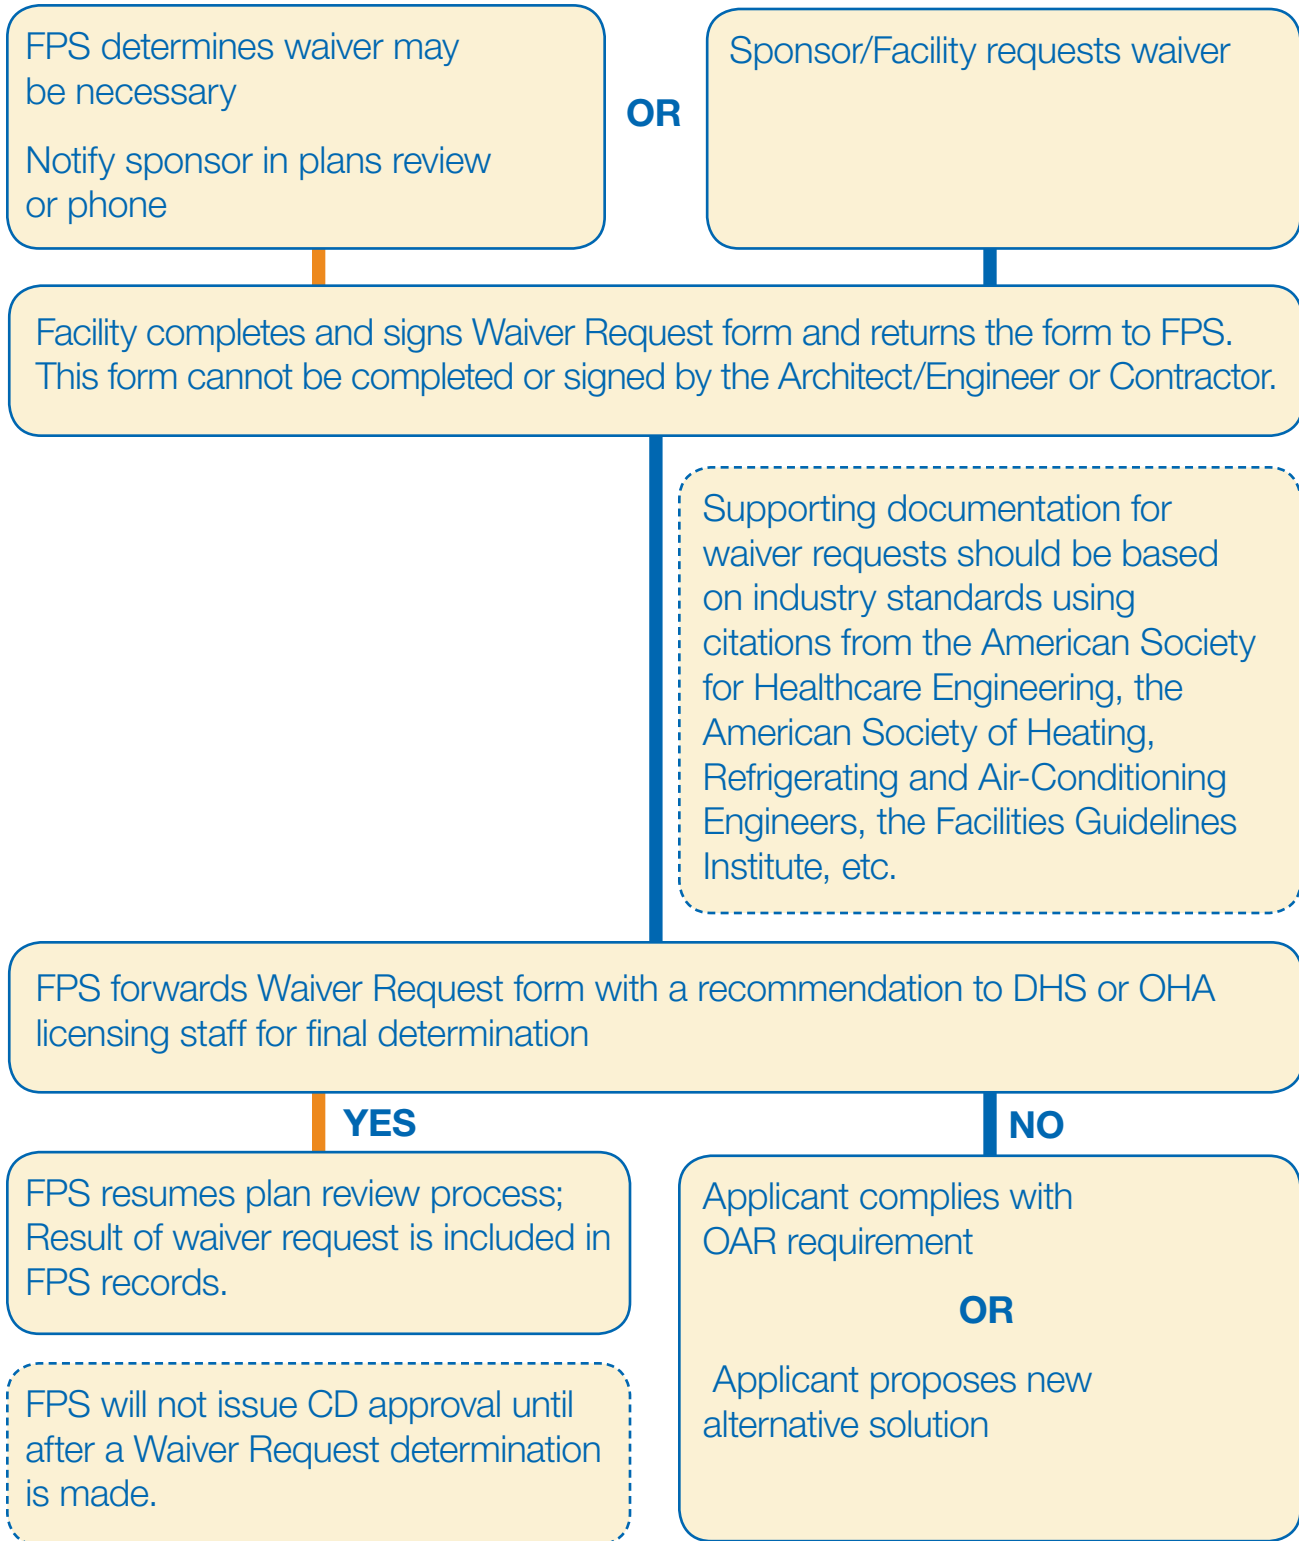 FPS determines waiver may
be necessary
Notify sponsor in plans review
or phone
OR
Sponsor/Facility requests waiver
Facility completes and signs Waiver Request form and returns the form to FPS.
This form cannot be completed or signed by the Architect/Engineer or Contractor.
Supporting documentation for
waiver requests should be based
on industry standards using
citations from the American Society
for Healthcare Engineering, the
American Society of Heating,
Refrigerating and Air-Conditioning
Engineers, the Facilities Guidelines
Institute, etc.
FPS forwards Waiver Request form with a recommendation to DHS or OHA
licensing staff for final determination
YES
NO
FPS resumes plan review process;
Result of waiver request is included in
FPS records.
FPS will not issue CD approval until
after a Waiver Request determination
is made.
Applicant complies with
OAR requirement
OR
Applicant proposes new
alternative solution